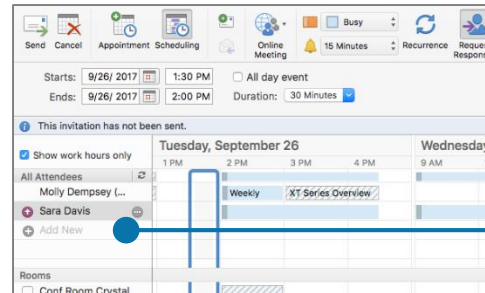 Busy
Send Cancel Appointment Scheduling Online Meeting 15 Minutes Recurrence
Starts: 9/26/ 2017 1:30 PM All day event
Ends: 9/26/ 2017 2:00 PM Duration: 30 Minutes
This invitation has not been sent.
Show work hours only Tuesday, September 26
1 PM 2 PM 3 PM 4 PM 9 AM
All Attendees
Molly Dempsey (... Weekly XT Series Overview
Sara Davis
Add New
Rooms
Conf Room Crystal